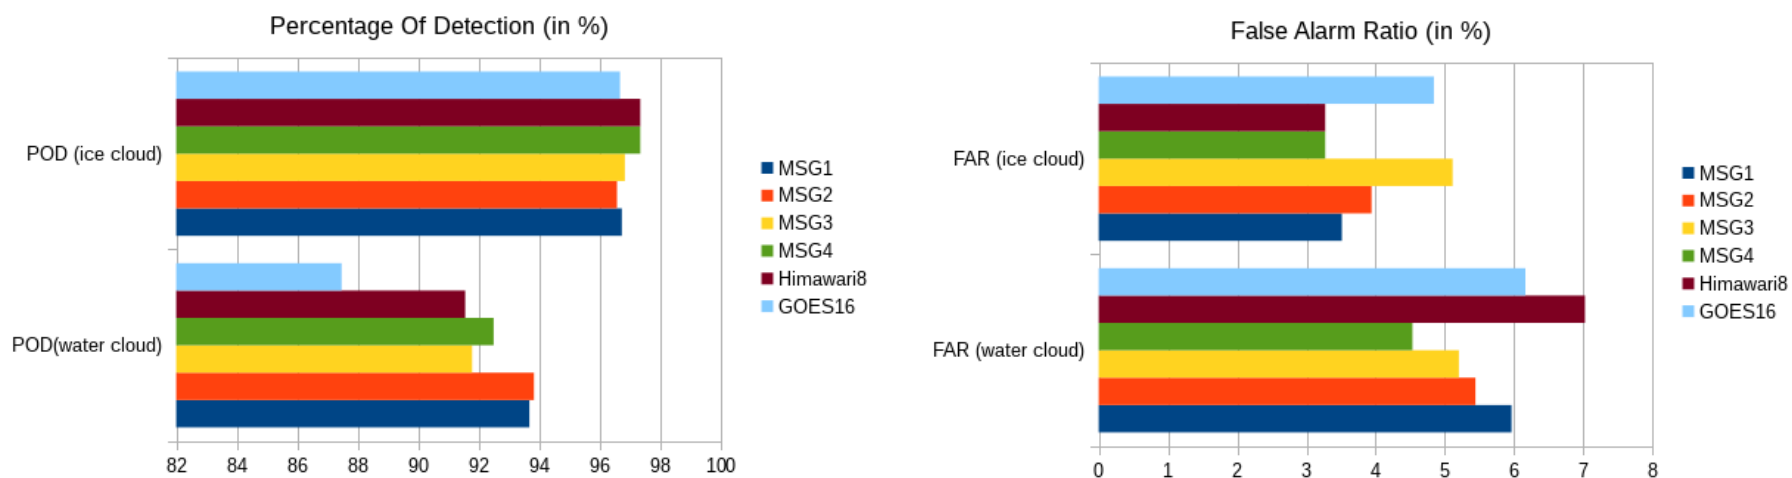 Percentage Of Detection (in %)
POD (ice cloud)
POD(water cloud)
82 84 86 88 90 92 94 96 98 100
MSG1
MSG2
MSG3
MSG4
Himawari8
GOES16
False Alarm Ratio (in %)
FAR (ice cloud)
FAR (water cloud)
0 1 2 3 4 5 6 7 8
MSG1
MSG2
MSG3
MSG4
Himawari8
GOES16